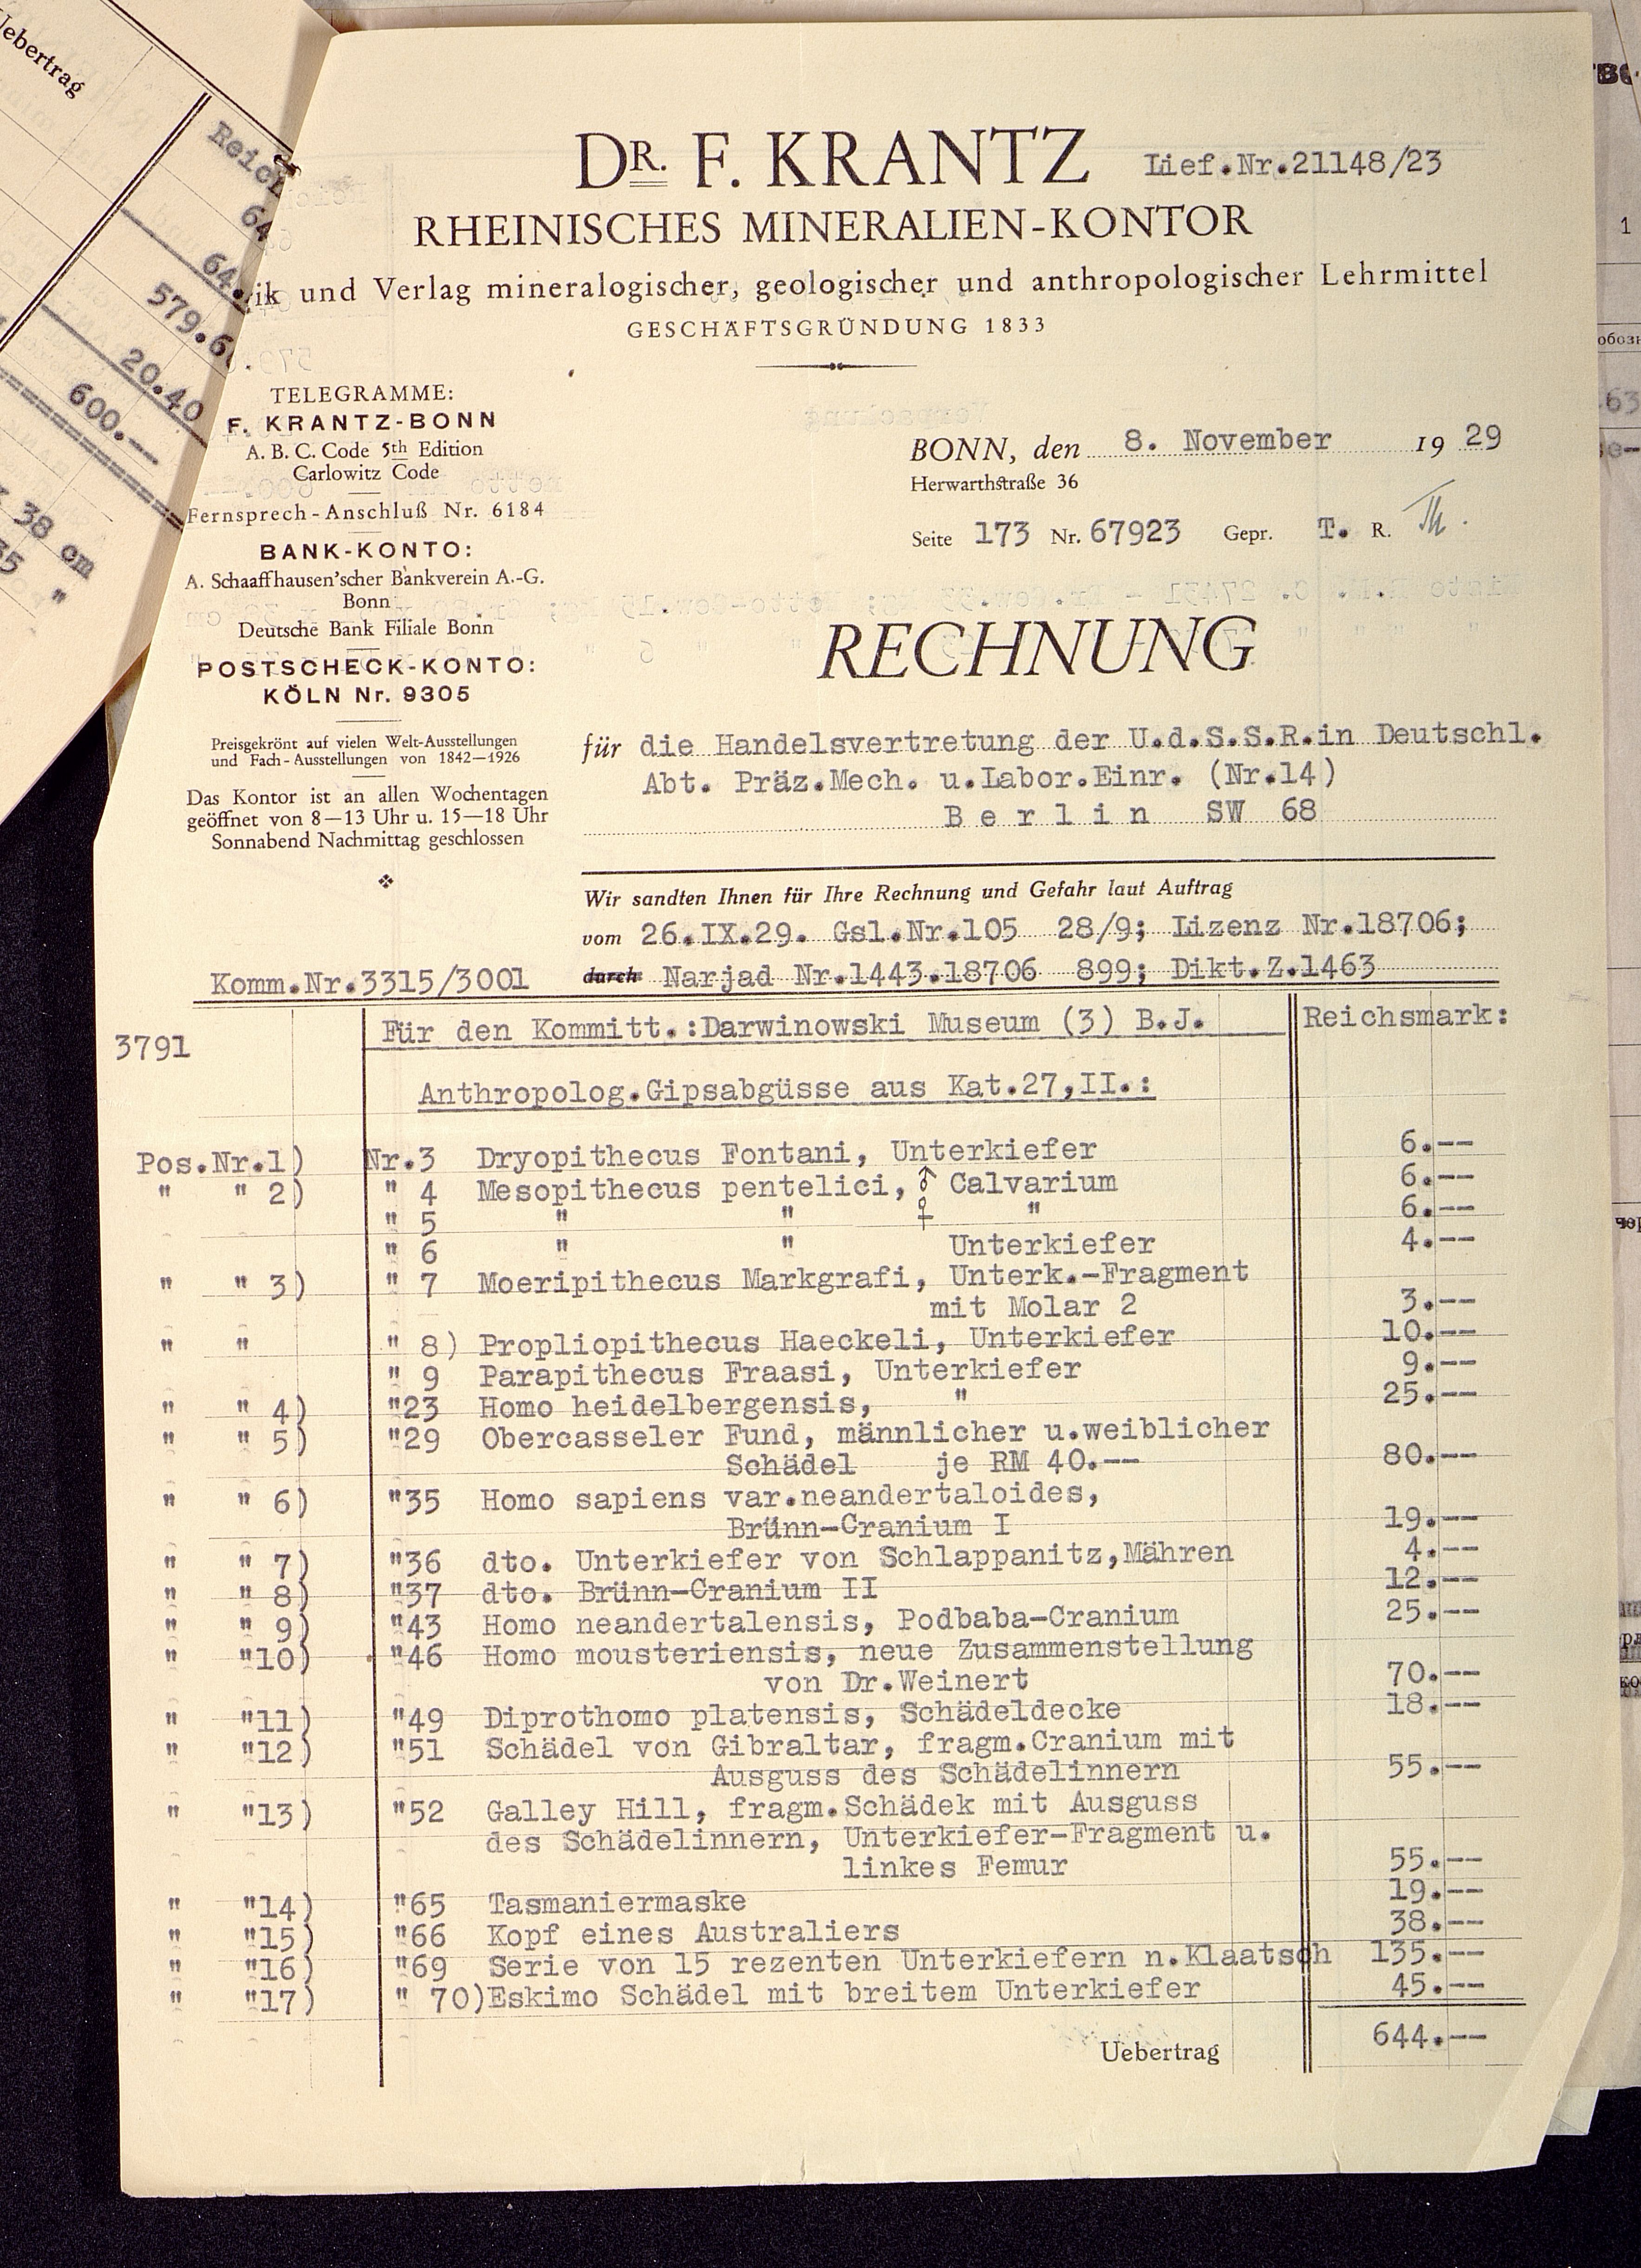 Uebertrag
Reich
64
64.
579.6
20.40
600.--
38 cm
35 "
DR. F. KRANTZ Lief.Nr.21148/23
RHEINISCHES MINERALIEN-KONTOR
ik und Verlag mineralogischer, geologischer und anthropologischer Lehrmittel
GESCHÄFTSGRÜNDUNG 1833
TELEGRAMME:
F. KRANTZ-BONN
A. B. C. Code 5th Edition
Carlowitz Code
Fernsprech-Anschluß Nr. 6184
BANK-KONTO:
A. Schaaffhausen'scher Bankverein A.-G.
Bonn
Deutsche Bank Filiale Bonn
POSTSCHECK-KONTO:
KÖLN Nr. 9305
Preisgekrönt auf vielen Welt-Ausstellungen
und Fach-Ausstellungen von 1842—1926
Das Kontor ist an allen Wochentagen
geöffnet von 8—13 Uhr u. 15—18 Uhr
Sonnabend Nachmittag geschlossen
BONN, den 8. November 19 29
Herwarthstraße 36
Seite 173 Nr. 67923 Gepr. T. R. Th.
RECHNUNG
für die Handelsvertretung der U.d.S.S.R.in Deutschl.
Abt. Präz.Mech. u.Labor.Einr. (Nr.14)
Berlin SW 68
Wir sandten Ihnen für Ihre Rechnung und Gefahr laut Auftrag
vom 26.IX.29. Gsl.Nr.105 28/9; Lizenz Nr.18706;
Komm.Nr.3315/3001 durch Narjad Nr.1443.18706 899; Dikt.Z.1463
3791 Für den Kommitt.:Darwinowski Museum (3) B.J. Reichsmark:
Anthropolog.Gipsabgüsse aus Kat.27,II.:
Pos.Nr.1) Nr.3 Dryopithecus Fontani, Unterkiefer 6.--
" " 2) " 4 Mesopithecus pentelici, ♂ Calvarium 6.--
" 5 " " ♀ " 6.--
" 6 " " Unterkiefer 4.--
" " 3) " 7 Moeripithecus Markgrafi, Unterk.-Fragment
mit Molar 2 3.--
" " " 8) Propliopithecus Haeckeli, Unterkiefer 10.--
" 9 Parapithecus Fraasi, Unterkiefer 9.--
" " 4) "23 Homo heidelbergensis, " 25.--
" " 5) "29 Obercasseler Fund, männlicher u.weiblicher
Schädel je RM 40.-- 80.--
" " 6) "35 Homo sapiens var.neandertaloides,
Brünn-Cranium I 19.--
" " 7) "36 dto. Unterkiefer von Schlappanitz,Mähren 4.--
" " 8) "37 dto. Brünn-Cranium II 12.--
" " 9) "43 Homo neandertalensis, Podbaba-Cranium 25.--
" "10) "46 Homo mousteriensis, neue Zusammenstellung
von Dr.Weinert 70.--
" "11) "49 Diprothomo platensis, Schädeldecke 18.--
" "12) "51 Schädel von Gibraltar, fragm.Cranium mit
Ausguss des Schädelinnern 55.--
" "13) "52 Galley Hill, fragm.Schädek mit Ausguss
des Schädelinnern, Unterkiefer-Fragment u.
linkes Femur 55.--
" "14) "65 Tasmaniermaske 19.--
" "15) "66 Kopf eines Australiers 38.--
" "16) "69 Serie von 15 rezenten Unterkiefern n.Klaatsch 135.--
" "17) " 70)Eskimo Schädel mit breitem Unterkiefer 45.--
Uebertrag 644.--